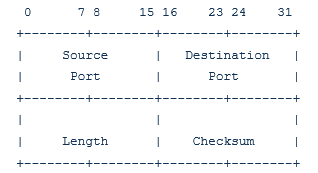 0      7 8     15 16    23 24    31
+--------+--------+--------+--------+
|     Source      |   Destination   |
|      Port       |      Port       |
+--------+--------+--------+--------+
|                 |                 |
|     Length      |    Checksum     |
+--------+--------+--------+--------+